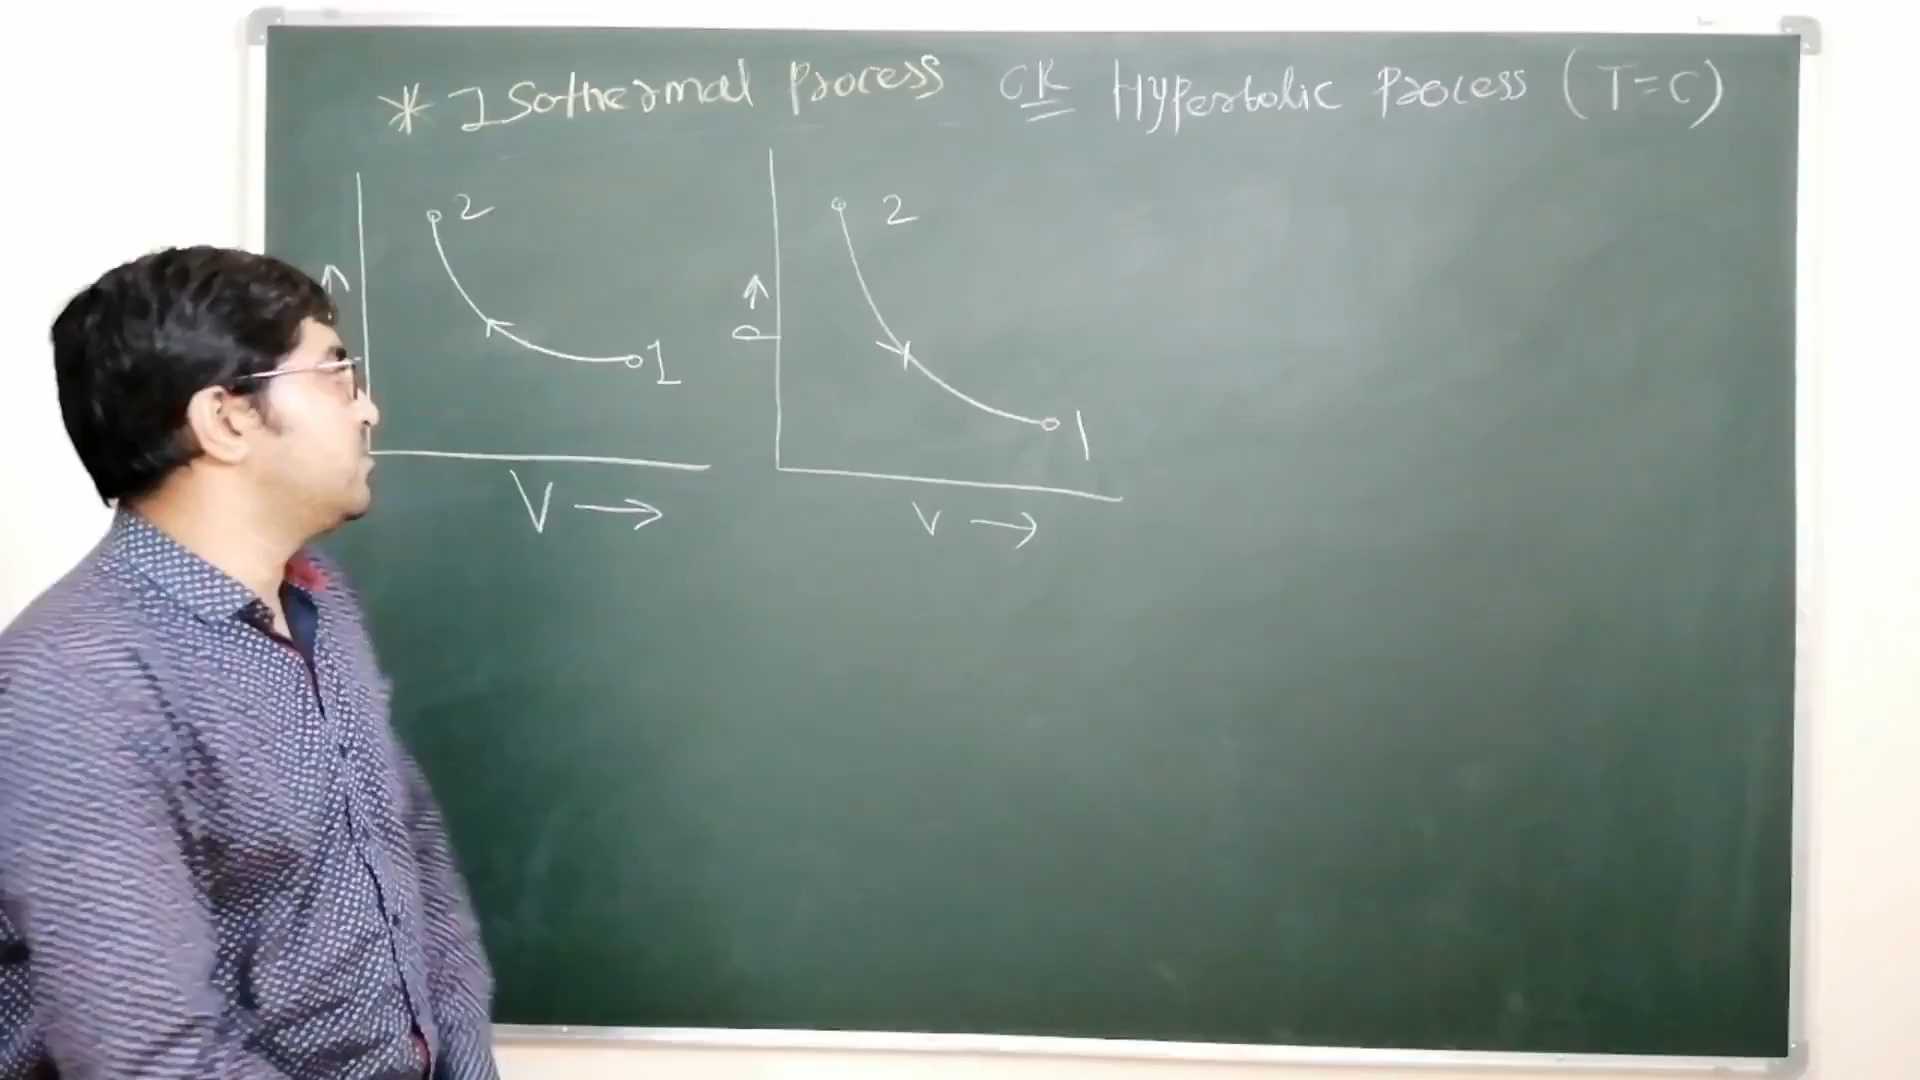 * Isothermal Process OR Hyperbolic Process (T=C)
2
1
V →
2
1
P →
V →